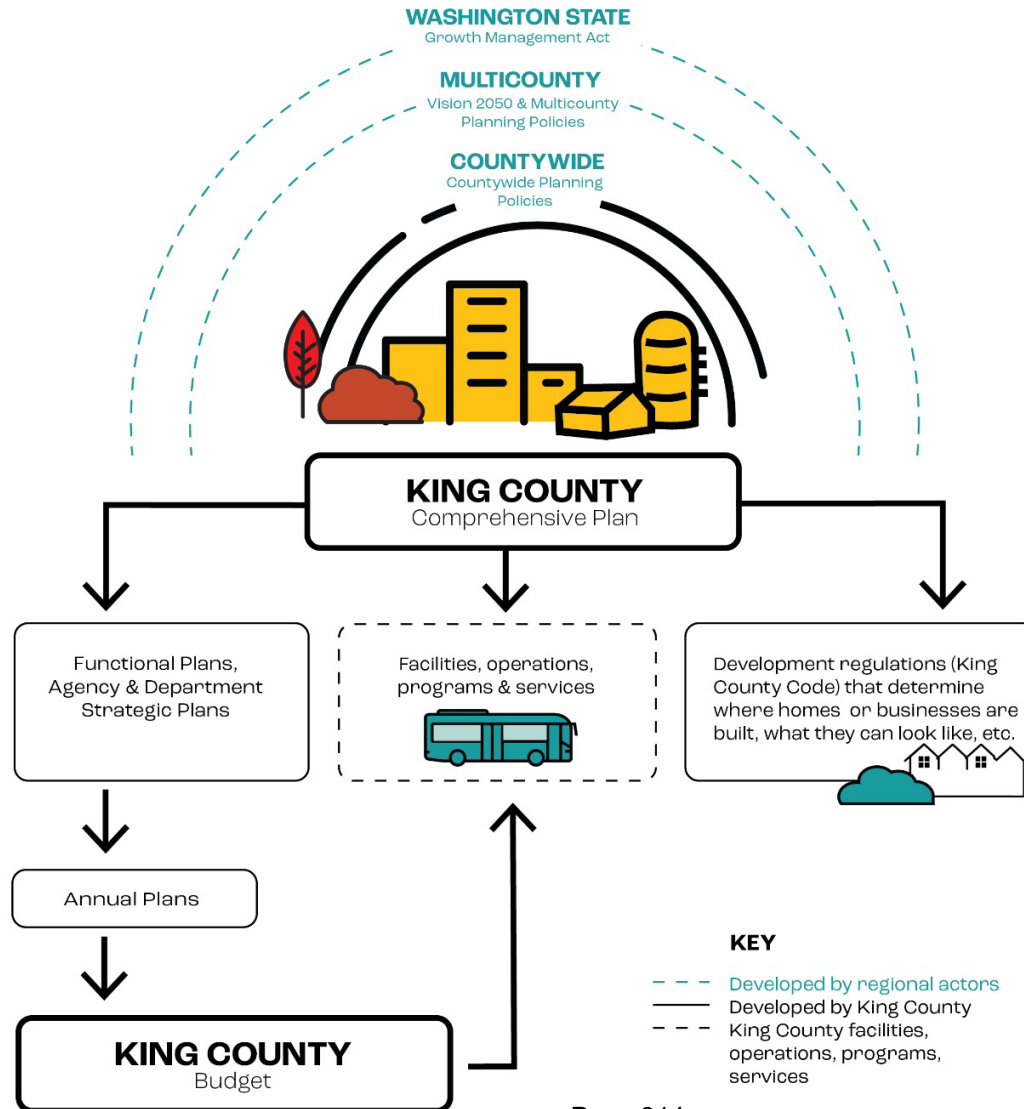 WASHINGTON STATE
Growth Management Act
MULTICOUNTY
Vision 2050 & Multicounty
Planning Policies
COUNTYWIDE
Countywide Planning
Policies
KING COUNTY
Comprehensive Plan
Functional Plans,
Agency & Department
Strategic Plans
Facilities, operations,
programs & services
Development regulations (King
County Code) that determine
where homes or businesses are
built, what they can look like, etc.
Annual Plans
KING COUNTY
Budget
KEY
Developed by regional actors
Developed by King County
King County facilities,
operations, programs,
services